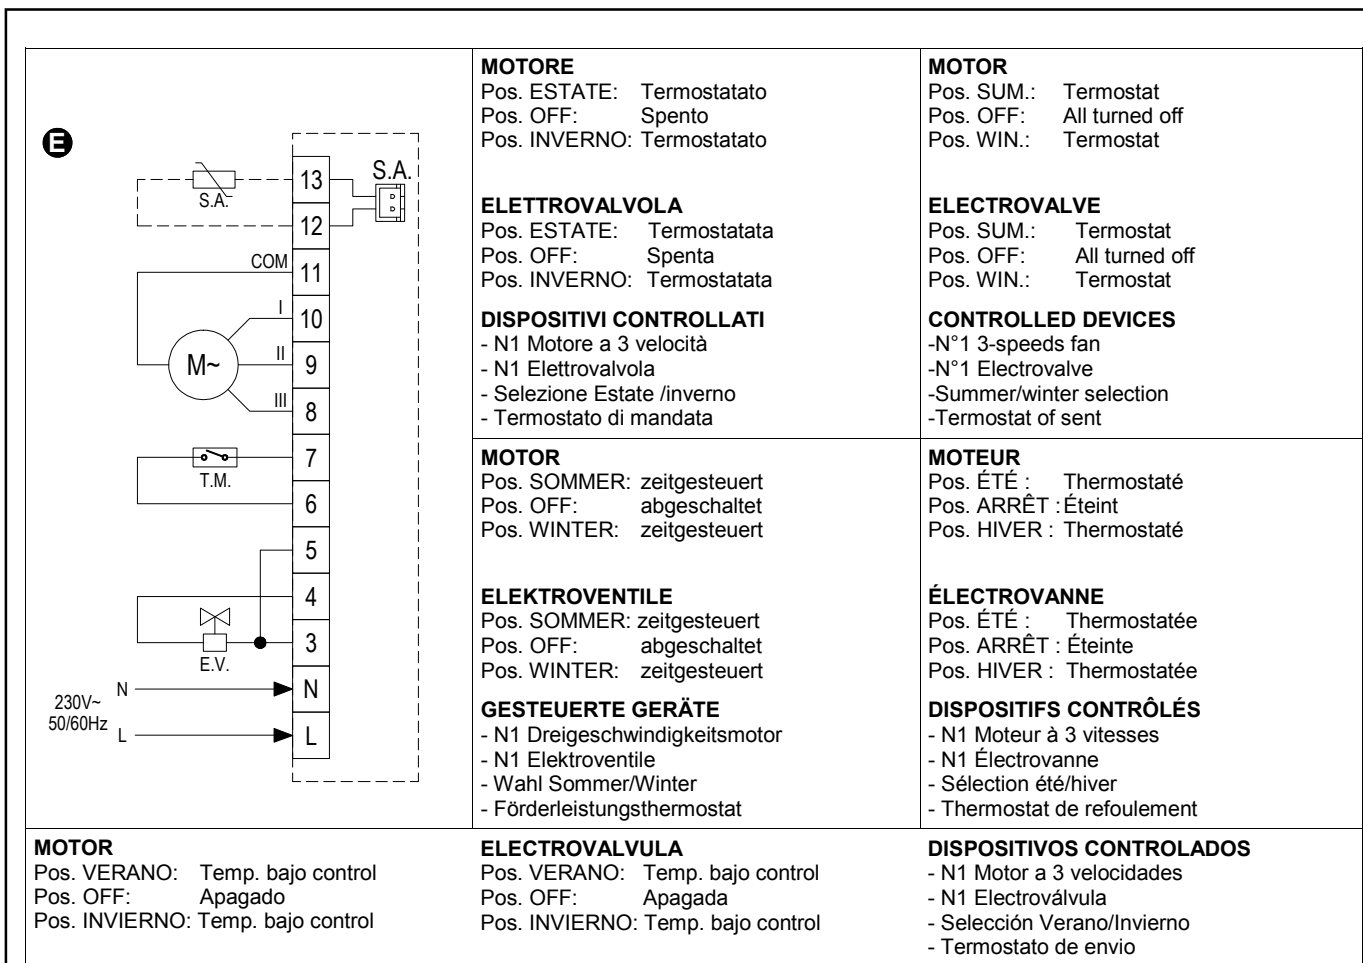 E
S.A.
13
S.A.
12
COM
11
I
10
M~
II
9
III
8
7
T.M.
6
5
4
3
E.V.
N
N
230V~
50/60Hz
L
L
MOTORE
Pos. ESTATE: Termostatato
Pos. OFF: Spento
Pos. INVERNO: Termostatato
ELETTROVALVOLA
Pos. ESTATE: Termostatata
Pos. OFF: Spenta
Pos. INVERNO: Termostatata
DISPOSITIVI CONTROLLATI
- N1 Motore a 3 velocità
- N1 Elettrovalvola
- Selezione Estate /inverno
- Termostato di mandata
MOTOR
Pos. SUM.: Termostat
Pos. OFF: All turned off
Pos. WIN.: Termostat
ELECTROVALVE
Pos. SUM.: Termostat
Pos. OFF: All turned off
Pos. WIN.: Termostat
CONTROLLED DEVICES
-N°1 3-speeds fan
-N°1 Electrovalve
-Summer/winter selection
-Termostat of sent
MOTOR
Pos. SOMMER: zeitgesteuert
Pos. OFF: abgeschaltet
Pos. WINTER: zeitgesteuert
ELEKTROVENTILE
Pos. SOMMER: zeitgesteuert
Pos. OFF: abgeschaltet
Pos. WINTER: zeitgesteuert
GESTEUERTE GERÄTE
- N1 Dreigeschwindigkeitsmotor
- N1 Elektroventile
- Wahl Sommer/Winter
- Förderleistungsthermostat
MOTEUR
Pos. ÉTÉ : Thermostaté
Pos. ARRÊT : Éteint
Pos. HIVER : Thermostaté
ÉLECTROVANNE
Pos. ÉTÉ : Thermostatée
Pos. ARRÊT : Éteinte
Pos. HIVER : Thermostatée
DISPOSITIFS CONTRÔLÉS
- N1 Moteur à 3 vitesses
- N1 Électrovanne
- Sélection été/hiver
- Thermostat de refoulement
MOTOR
Pos. VERANO: Temp. bajo control
Pos. OFF: Apagado
Pos. INVIERNO: Temp. bajo control
ELECTROVALVULA
Pos. VERANO: Temp. bajo control
Pos. OFF: Apagada
Pos. INVIERNO: Temp. bajo control
DISPOSITIVOS CONTROLADOS
- N1 Motor a 3 velocidades
- N1 Electroválvula
- Selección Verano/Invierno
- Termostato de envio